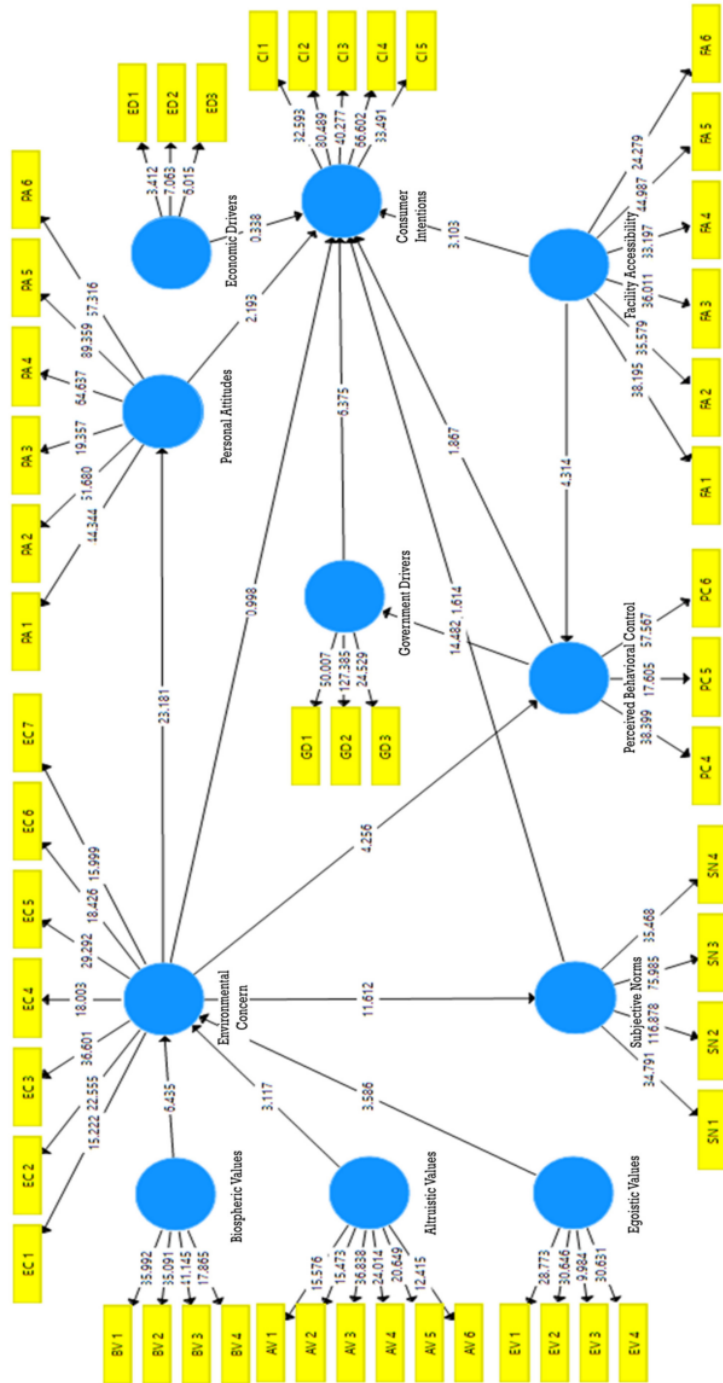 EC 1
EC 2
EC 3
EC 4
EC 5
EC 6
EC 7
PA 1
PA 2
PA 3
PA 4
PA 5
PA 6
15.222
22.555
36.601
18.003
29.292
18.426
15.999
44.344
51.680
19.357
64.637
89.359
57.316
BV 1
BV 2
BV 3
BV 4
35.992
35.091
41.145
17.865
Biospheric Values
6.435
Environmental
Concern
23.181
Personal Attitudes
Economic Drivers
ED 1
ED 2
ED3
3.412
7.063
6.015
0.338
2.193
0.998
AV 1
AV 2
AV 3
AV 4
AV 5
AV 6
15.576
15.473
36.838
24.014
20.649
12.415
Altruistic Values
3.117
11.612
4.256
GD 1
GD 2
GD 3
50.007
127.385
24.529
Government Drivers
6.375
Consumer
Intentions
32.593
80.489
40.277
66.602
33.491
CI 1
CI 2
CI 3
CI 4
CI 5
3.586
14.482
1.614
1.867
3.103
EV 1
EV 2
EV 3
EV 4
28.773
30.646
9.984
30.631
Egoistic Values
Subjective Norms
34.791
116.878
75.985
35.468
SN 1
SN 2
SN 3
SN 4
Perceived Behavioral Control
38.399
17.605
57.567
PC 4
PC 5
PC 6
4.314
Facility Accessibility
38.195
35.579
36.011
33.197
44.987
24.279
FA 1
FA 2
FA 3
FA 4
FA 5
FA 6